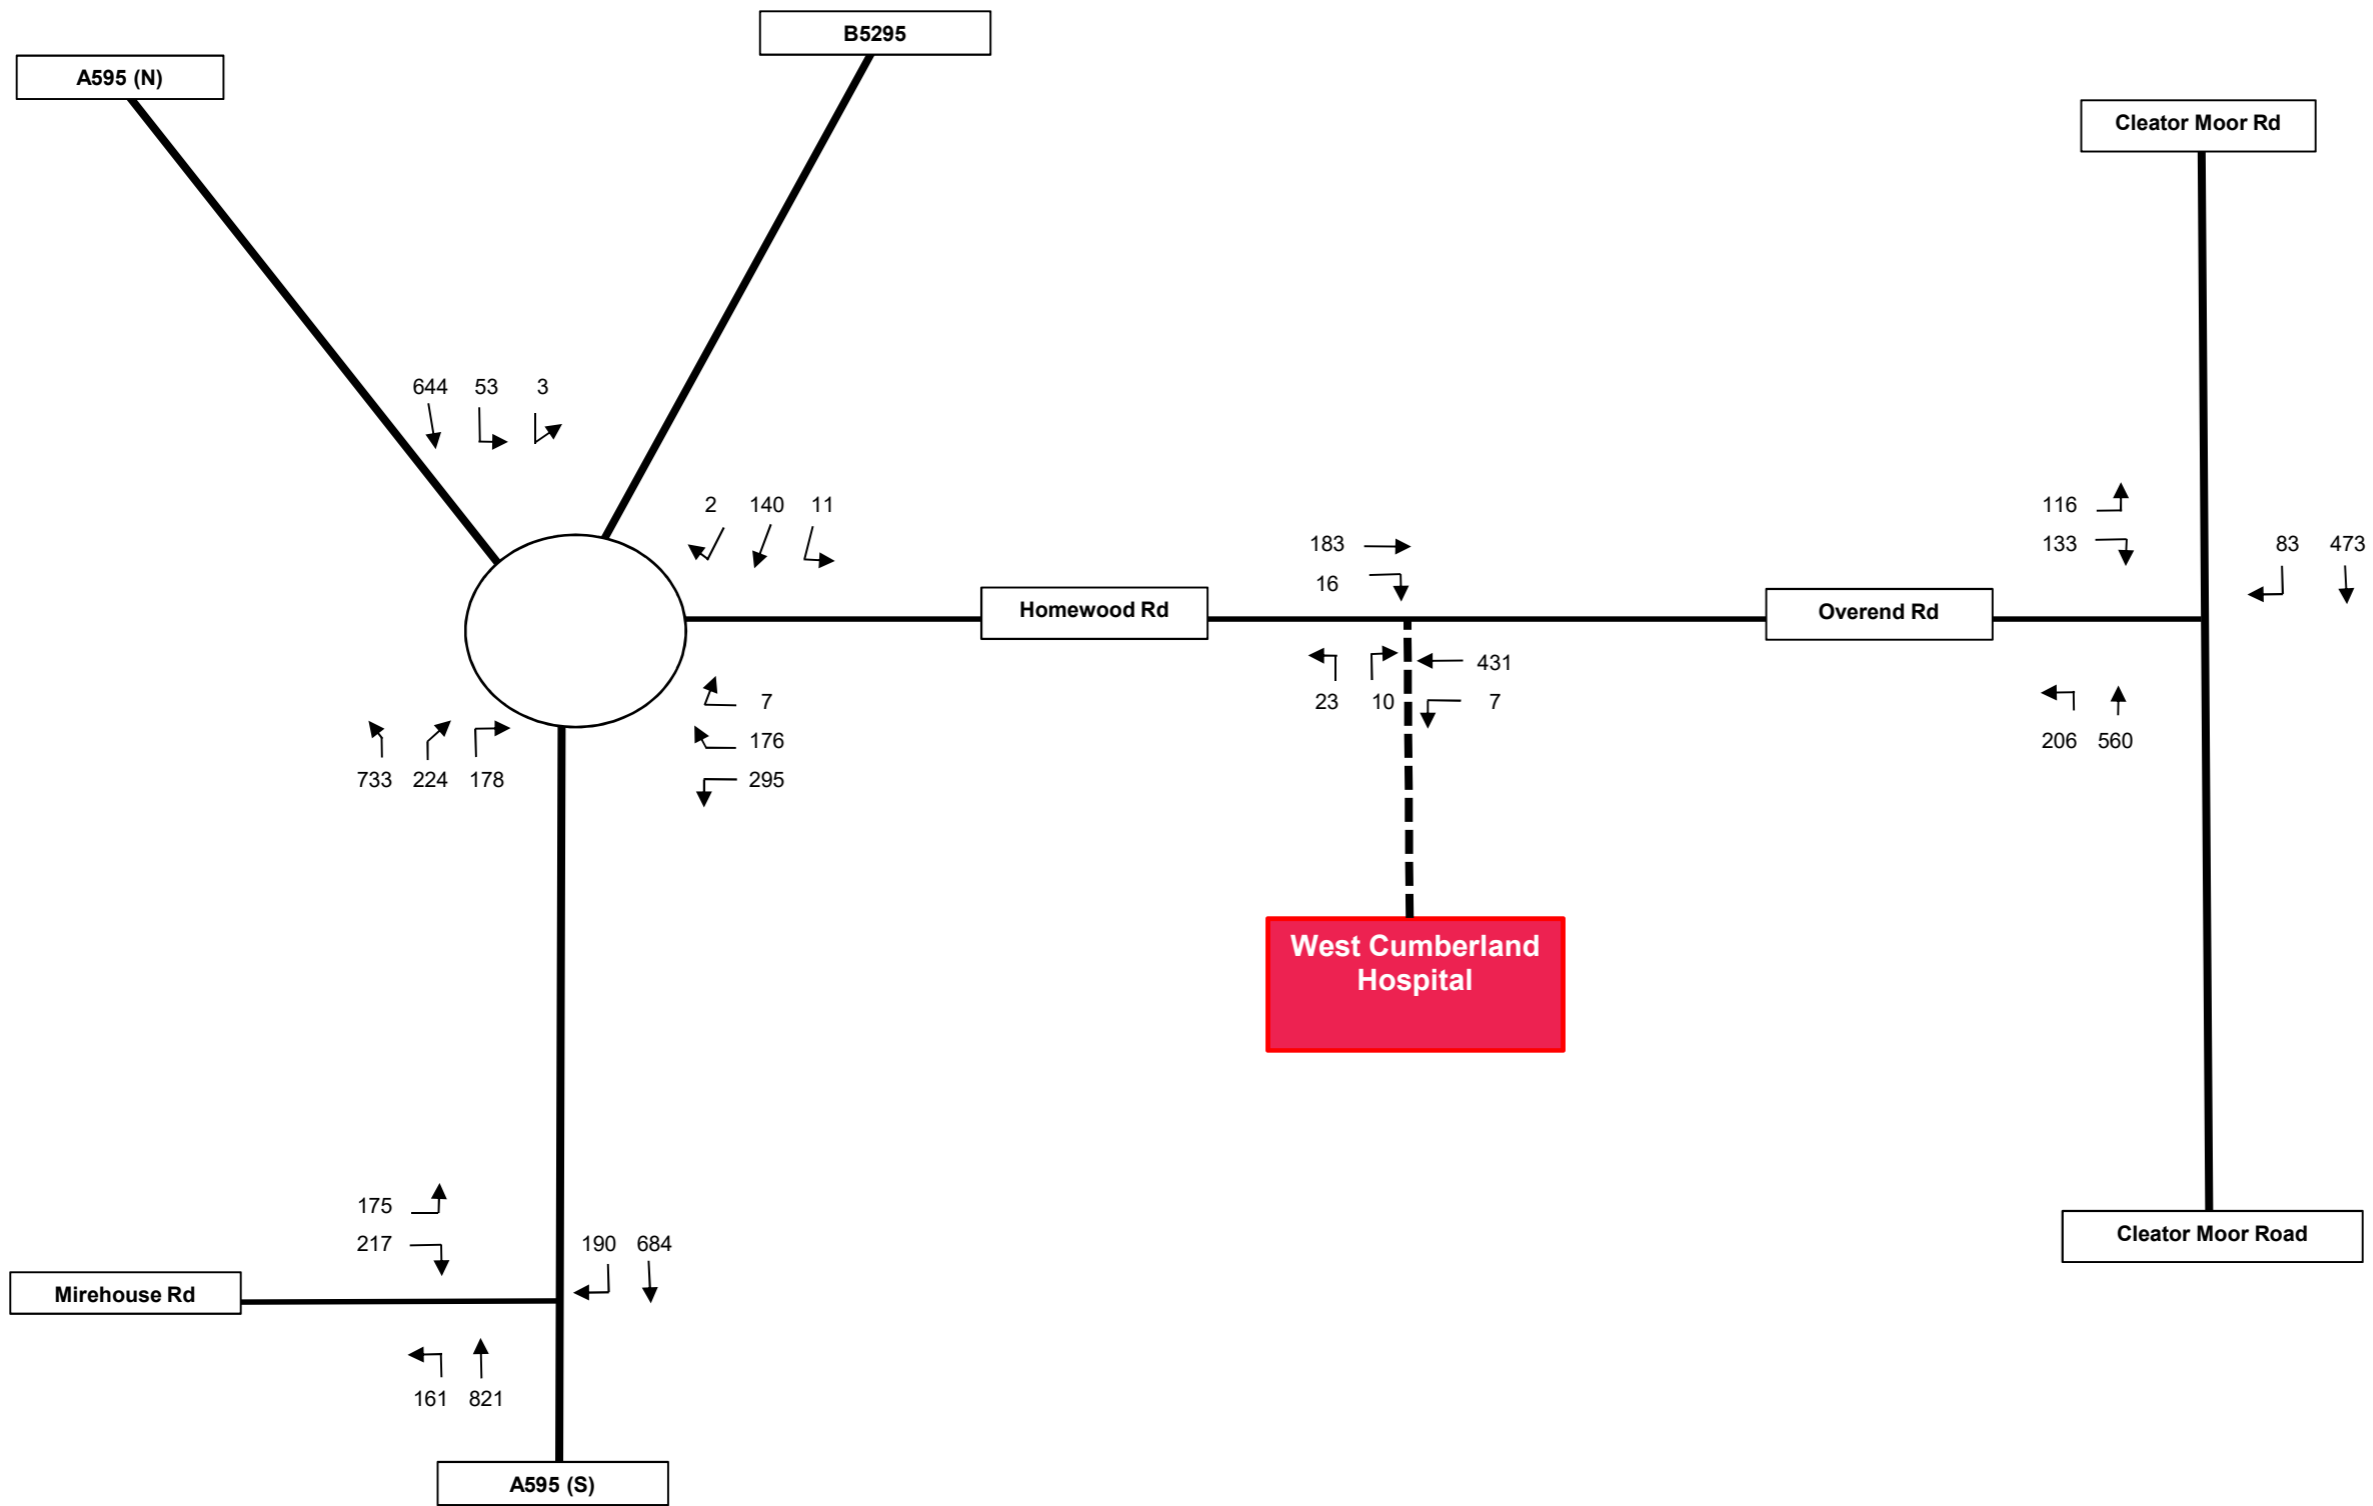 B5295
A595 (N)
Cleator Moor Rd
644 53 3
2 140 11
116
183
133
83 473
16
Homewood Rd
Overend Rd
431
7
23 10
7
176
206 560
733 224 178
295
West Cumberland
Hospital
175
217
190 684
Cleator Moor Road
Mirehouse Rd
161 821
A595 (S)